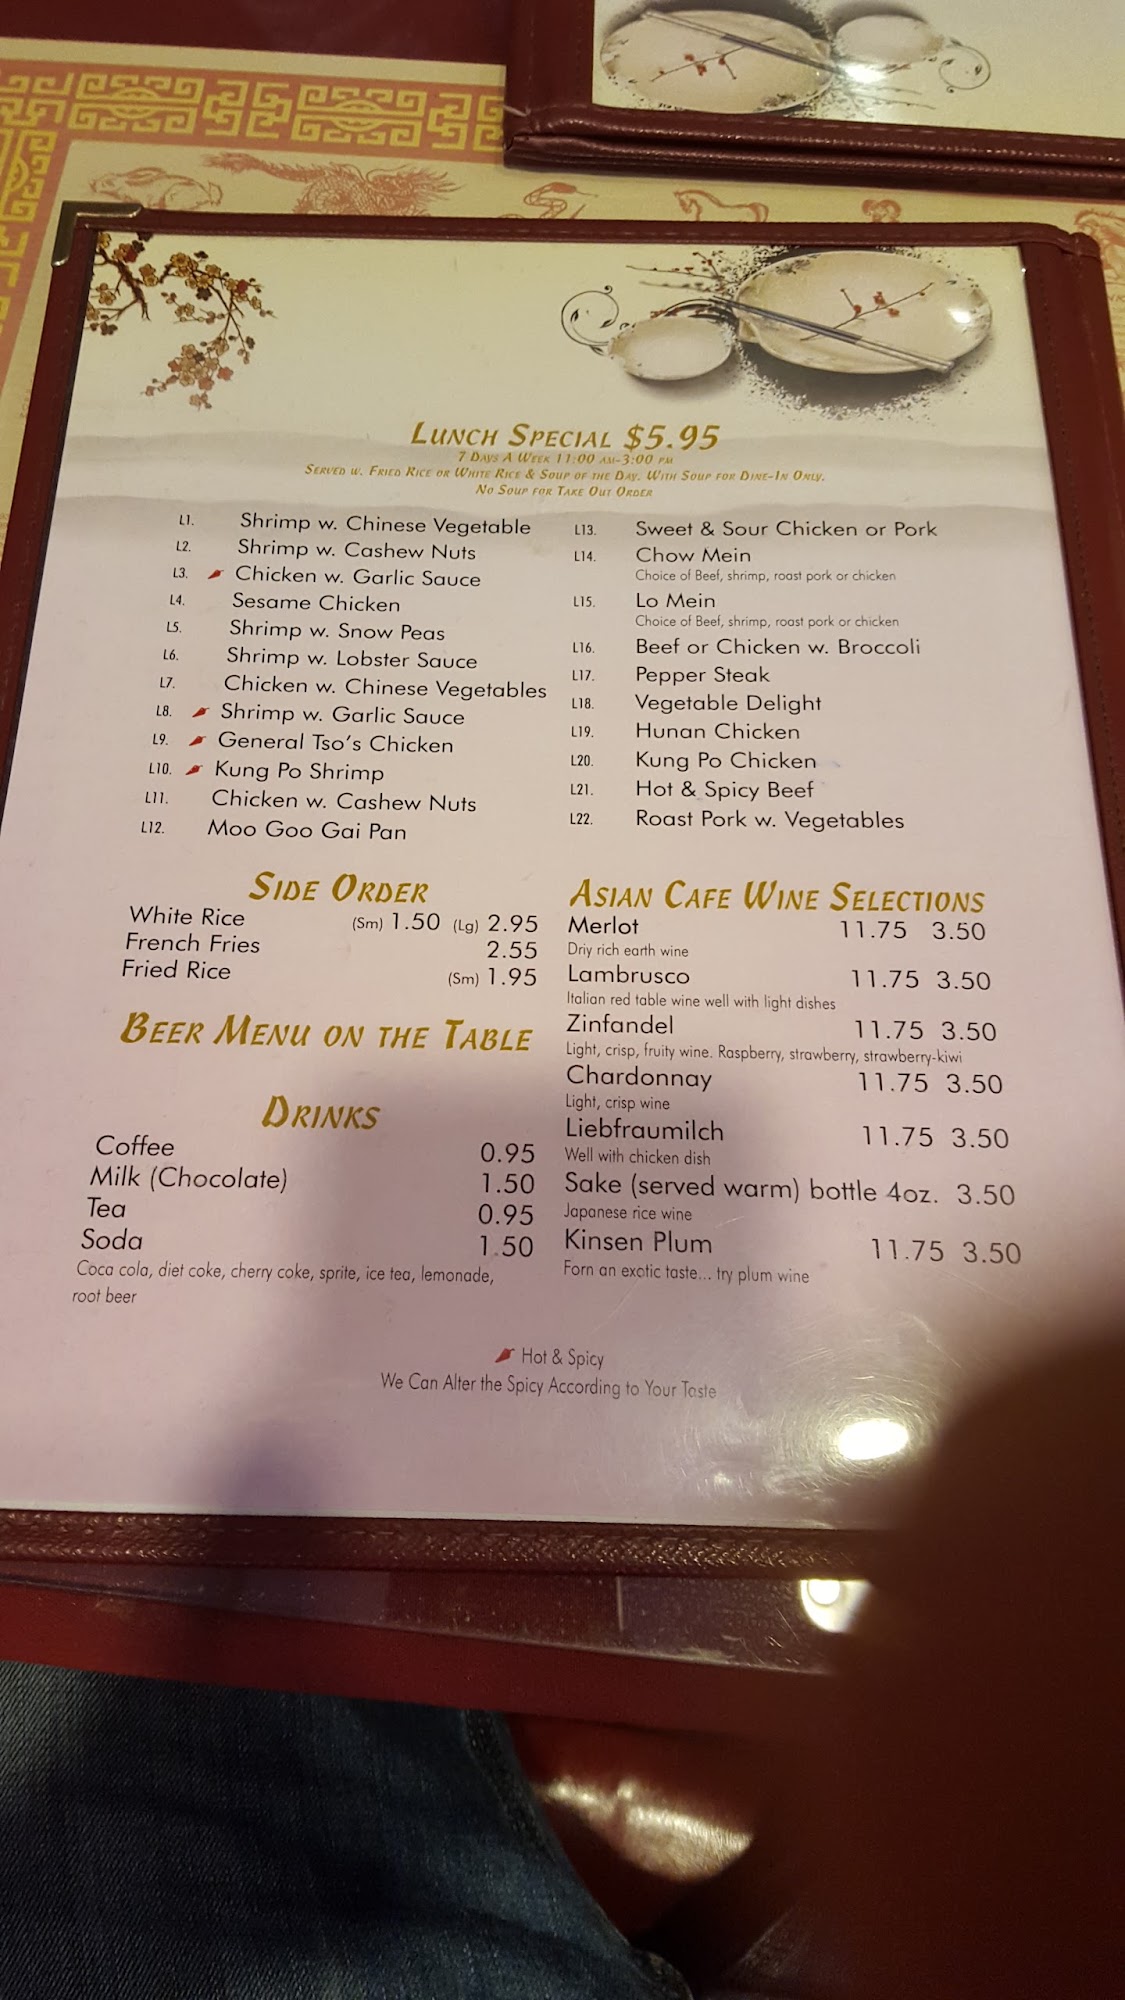 LUNCH SPECIAL $5.95
7 DAYS A WEEK 11:00 AM-3:00 PM
SERVED W. FRIED RICE OR WHITE RICE & SOUP OF THE DAY. WITH SOUP FOR DINE-IN ONLY.
NO SOUP FOR TAKE OUT ORDER
L1. Shrimp w. Chinese Vegetable
L2. Shrimp w. Cashew Nuts
L3. Chicken w. Garlic Sauce
L4. Sesame Chicken
L5. Shrimp w. Snow Peas
L6. Shrimp w. Lobster Sauce
L7. Chicken w. Chinese Vegetables
L8. Shrimp w. Garlic Sauce
L9. General Tso's Chicken
L10. Kung Po Shrimp
L11. Chicken w. Cashew Nuts
L12. Moo Goo Gai Pan
L13. Sweet & Sour Chicken or Pork
L14. Chow Mein
Choice of Beef, shrimp, roast pork or chicken
L15. Lo Mein
Choice of Beef, shrimp, roast pork or chicken
L16. Beef or Chicken w. Broccoli
L17. Pepper Steak
L18. Vegetable Delight
L19. Hunan Chicken
L20. Kung Po Chicken
L21. Hot & Spicy Beef
L22. Roast Pork w. Vegetables
SIDE ORDER
White Rice (Sm) 1.50 (Lg) 2.95
French Fries 2.55
Fried Rice (Sm) 1.95
BEER MENU ON THE TABLE
DRINKS
Coffee 0.95
Milk (Chocolate) 1.50
Tea 0.95
Soda 1.50
Coca cola, diet coke, cherry coke, sprite, ice tea, lemonade,
root beer
ASIAN CAFE WINE SELECTIONS
Merlot 11.75 3.50
Driy rich earth wine
Lambrusco 11.75 3.50
Italian red table wine well with light dishes
Zinfandel 11.75 3.50
Light, crisp, fruity wine. Raspberry, strawberry, strawberry-kiwi
Chardonnay 11.75 3.50
Light, crisp wine
Liebfraumilch 11.75 3.50
Well with chicken dish
Sake (served warm) bottle 4oz. 3.50
Japanese rice wine
Kinsen Plum 11.75 3.50
Forn an exotic taste... try plum wine
Hot & Spicy
We Can Alter the Spicy According to Your Taste